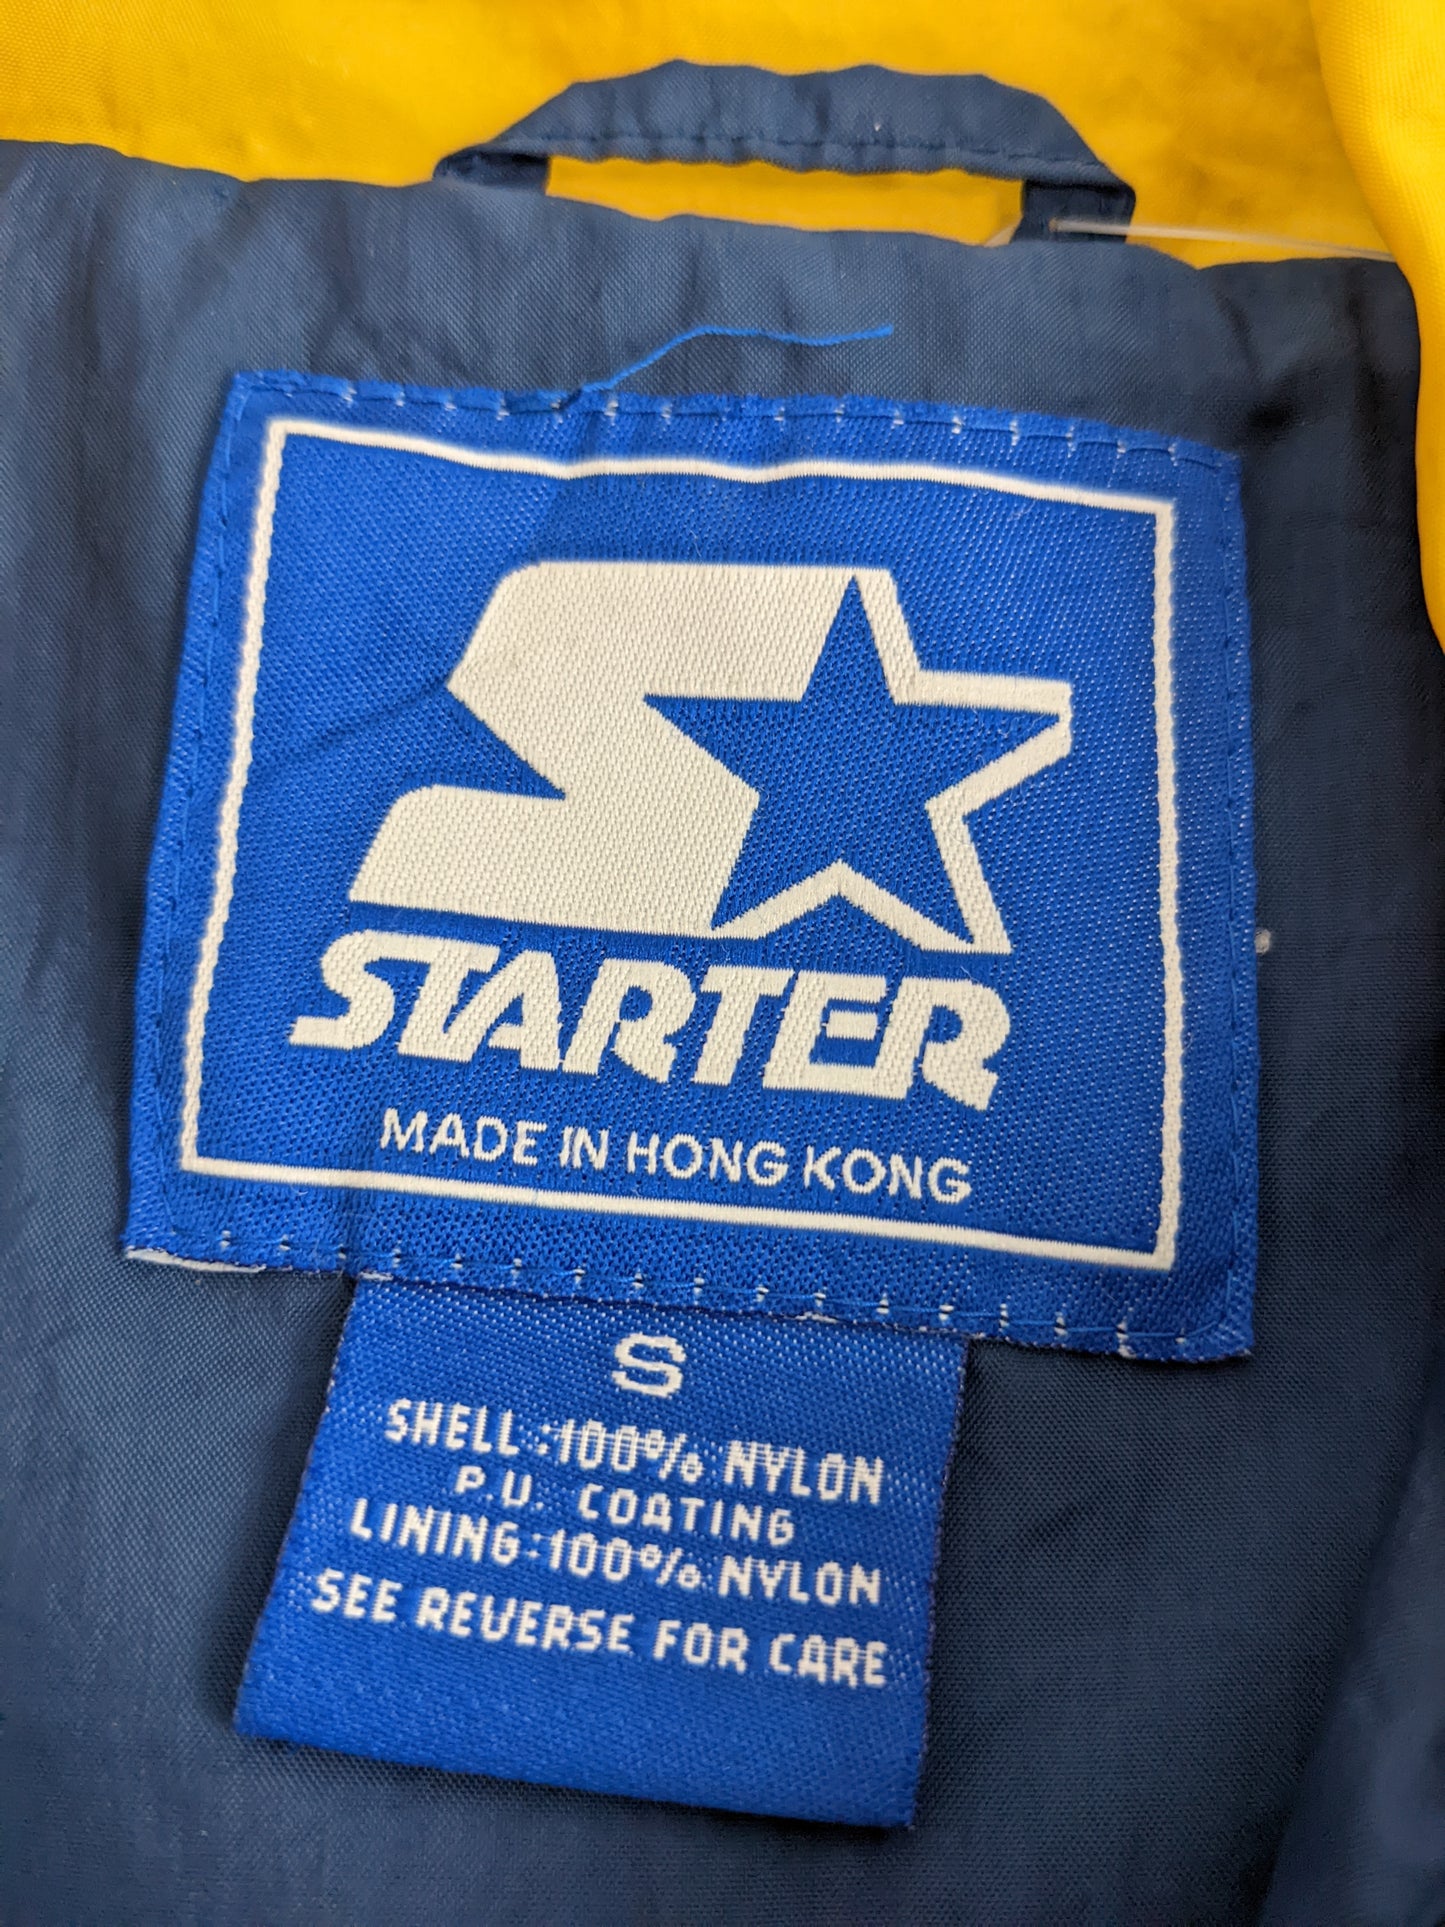 STARTER
MADE IN HONG KONG
S
SHELL:100% NYLON
P.U. COATING
LINING:100% NYLON
SEE REVERSE FOR CARE